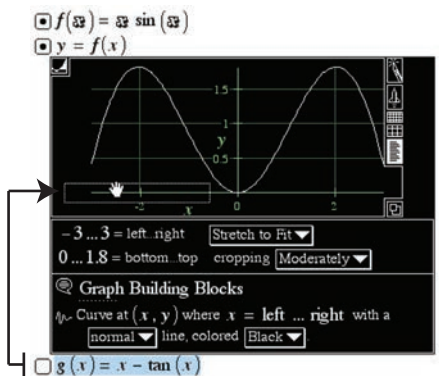 f(𝔵) = 𝔵 sin (𝔵)
y = f(x)
1.5
1
y
0.5
-2 x 0 2
−3…3 = left…right Stretch to Fit
0…1.8 = bottom…top cropping Moderately
Graph Building Blocks
Curve at (x, y) where x = left … right with a
normal line, colored Black .
g(x) = x − tan (x)